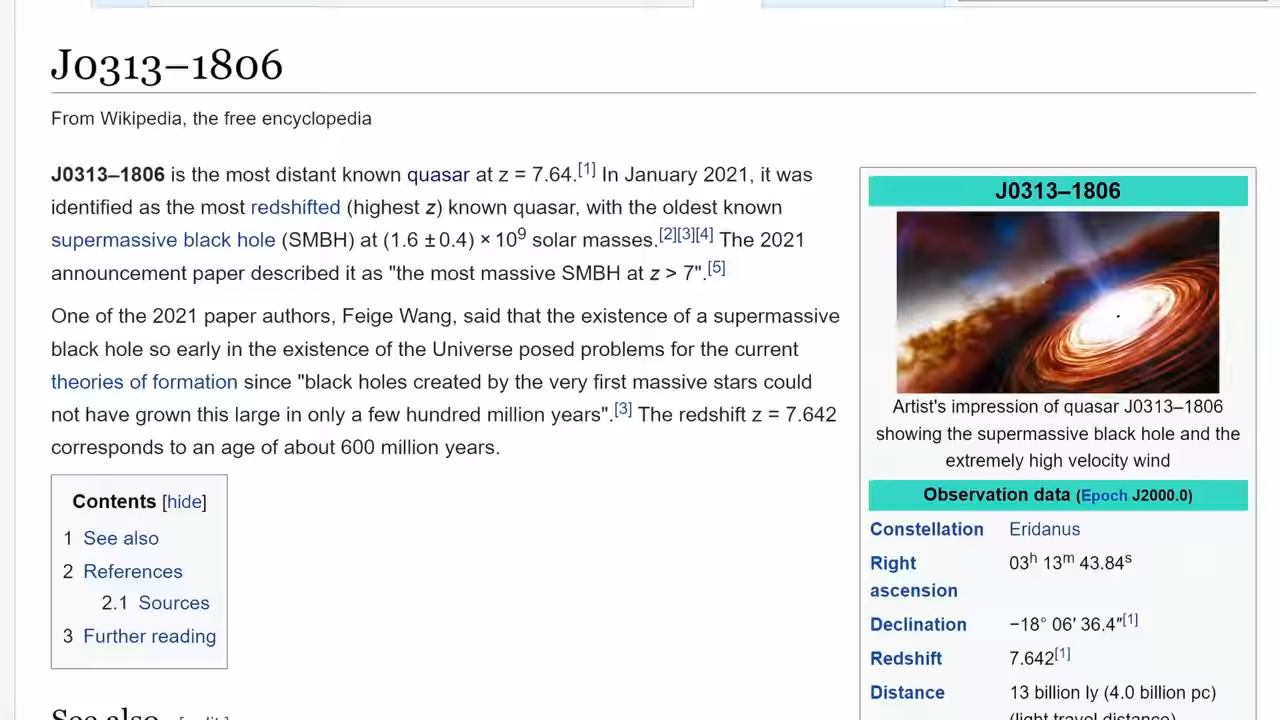 J0313–1806
From Wikipedia, the free encyclopedia
J0313–1806 is the most distant known quasar at z = 7.64.[1] In January 2021, it was
identified as the most redshifted (highest z) known quasar, with the oldest known
supermassive black hole (SMBH) at (1.6 ± 0.4) × 10⁹ solar masses.[2][3][4] The 2021
announcement paper described it as "the most massive SMBH at z > 7".[5]
One of the 2021 paper authors, Feige Wang, said that the existence of a supermassive
black hole so early in the existence of the Universe posed problems for the current
theories of formation since "black holes created by the very first massive stars could
not have grown this large in only a few hundred million years".[3] The redshift z = 7.642
corresponds to an age of about 600 million years.
Contents [hide]
1 See also
2 References
2.1 Sources
3 Further reading
See also [edit]
J0313–1806
Artist's impression of quasar J0313–1806
showing the supermassive black hole and the
extremely high velocity wind
Observation data (Epoch J2000.0)
Constellation Eridanus
Right 03ʰ 13ᵐ 43.84ˢ
ascension
Declination −18° 06′ 36.4″[1]
Redshift 7.642[1]
Distance 13 billion ly (4.0 billion pc)
(light travel distance)